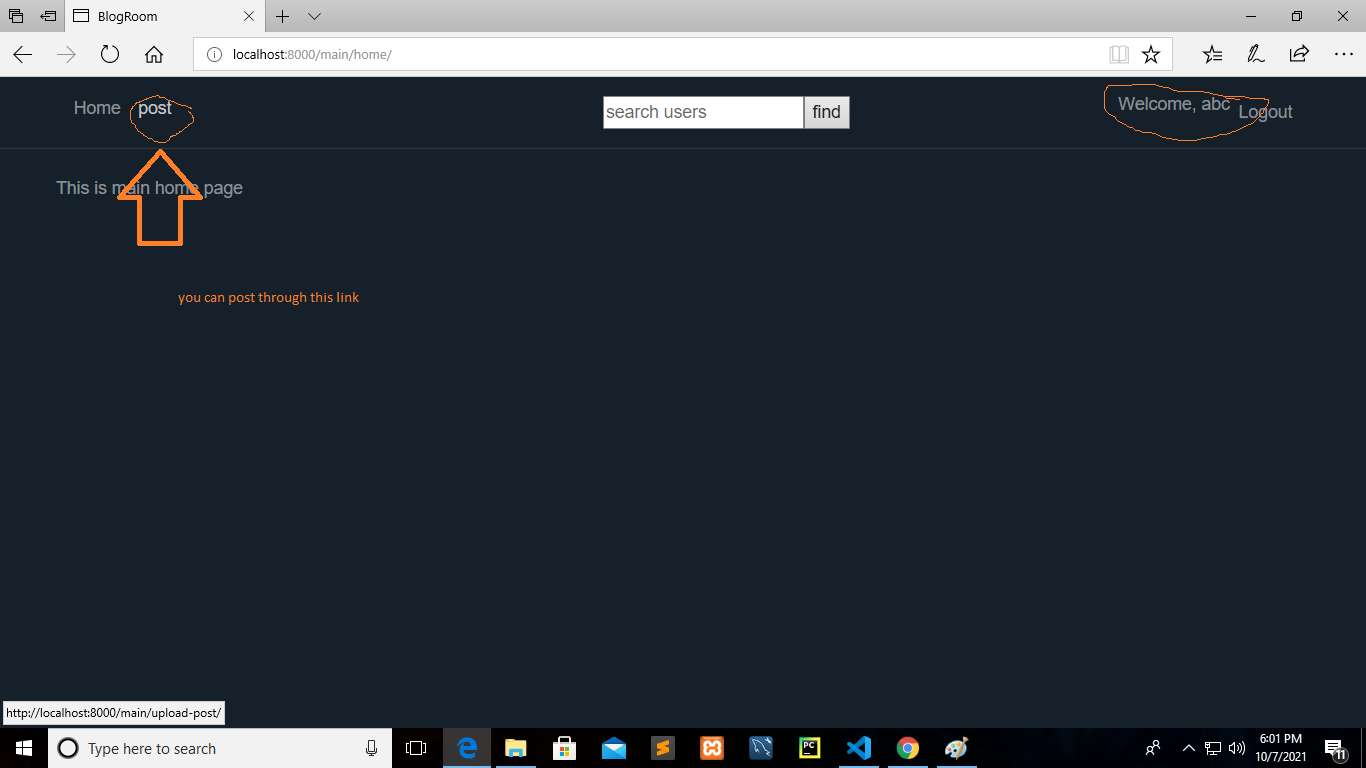 BlogRoom
localhost:8000/main/home/
Home post
search users find
Welcome, abc Logout
This is main home page
you can post through this link
http://localhost:8000/main/upload-post/
Type here to search
PC
6:01 PM
10/7/2021
11